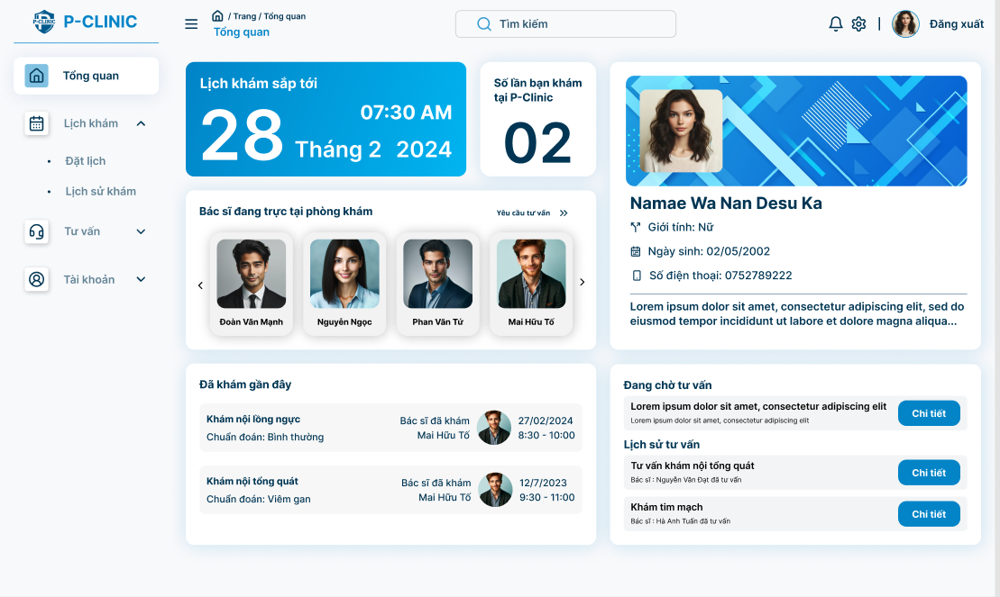 P-CLINIC
P-CLINIC
/ Trang / Tổng quan
Tổng quan
Tìm kiếm
|
Đăng xuất
Tổng quan
Lịch khám
• Đặt lịch
• Lịch sử khám
Tư vấn
Tài khoản
Lịch khám sắp tới
28
07:30 AM
Tháng 2 2024
Số lần bạn khám
tại P-Clinic
02
Bác sĩ đang trực tại phòng khám
Yêu cầu tư vấn
Đoàn Văn Mạnh
Nguyễn Ngọc
Phan Văn Tứ
Mai Hữu Tố
Đã khám gần đây
Khám nội lồng ngực
Chuẩn đoán: Bình thường
Bác sĩ đã khám
Mai Hữu Tố
27/02/2024
8:30 - 10:00
Khám nội tổng quát
Chuẩn đoán: Viêm gan
Bác sĩ đã khám
Mai Hữu Tố
12/7/2023
9:30 - 11:00
Namae Wa Nan Desu Ka
Giới tính: Nữ
Ngày sinh: 02/05/2002
Số điện thoại: 0752789222
Lorem ipsum dolor sit amet, consectetur adipiscing elit, sed do
eiusmod tempor incididunt ut labore et dolore magna aliqua...
Đang chờ tư vấn
Lorem ipsum dolor sit amet, consectetur adipiscing elit
Lorem ipsum dolor sit amet, consectetur adipiscing elit
Chi tiết
Lịch sử tư vấn
Tư vấn khám nội tổng quát
Bác sĩ : Nguyễn Văn Đạt đã tư vấn
Chi tiết
Khám tim mạch
Bác sĩ : Hà Anh Tuấn đã tư vấn
Chi tiết